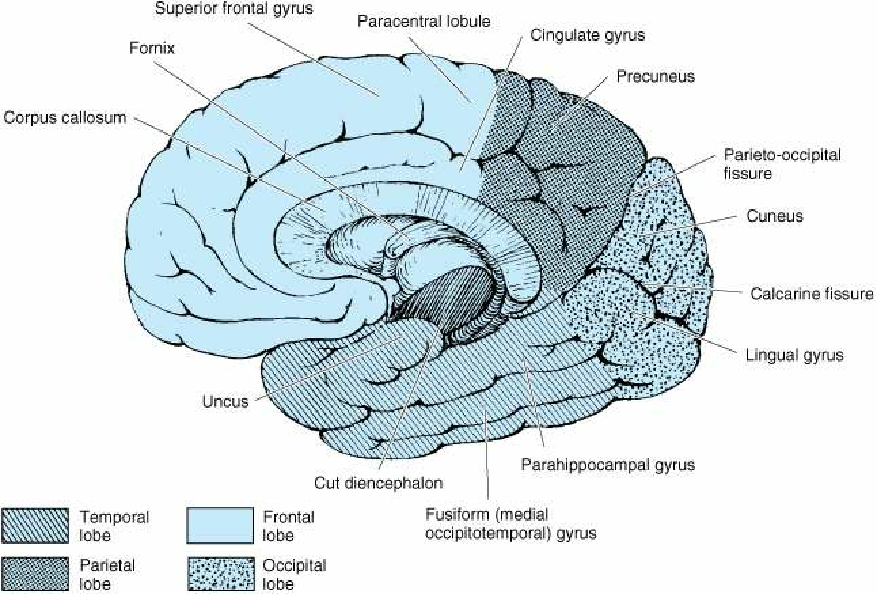 Superior frontal gyrus
Paracentral lobule
Cingulate gyrus
Fornix
Precuneus
Corpus callosum
Parieto-occipital
fissure
Cuneus
Calcarine fissure
Lingual gyrus
Uncus
Parahippocampal gyrus
Cut diencephalon
Fusiform (medial
occipitotemporal) gyrus
Temporal
lobe
Frontal
lobe
Parietal
lobe
Occipital
lobe